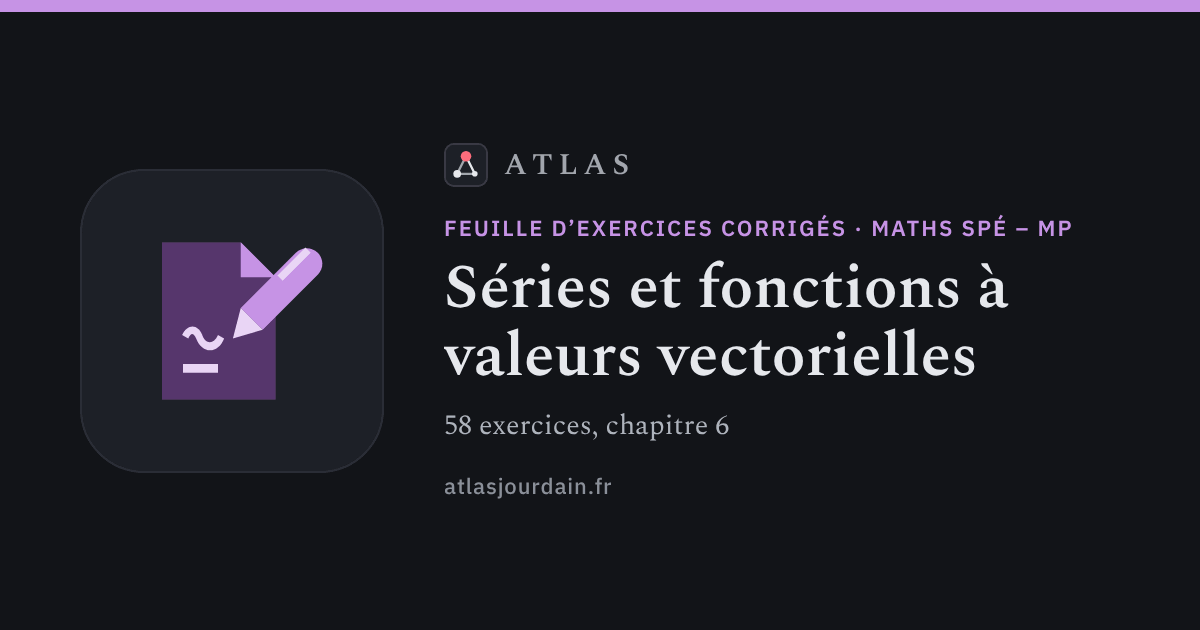 ATLAS
FEUILLE D’EXERCICES CORRIGÉS · MATHS SPÉ – MP
Séries et fonctions à
valeurs vectorielles
58 exercices, chapitre 6
atlasjourdain.fr